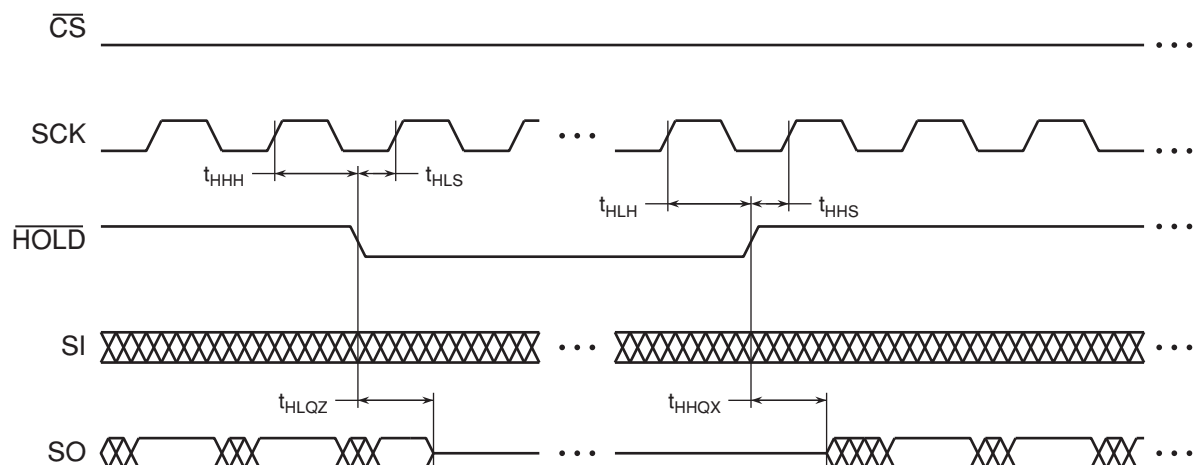 CS
SCK
tHHH
tHLS
tHLH
tHHS
HOLD
SI
tHLQZ
tHHQX
SO